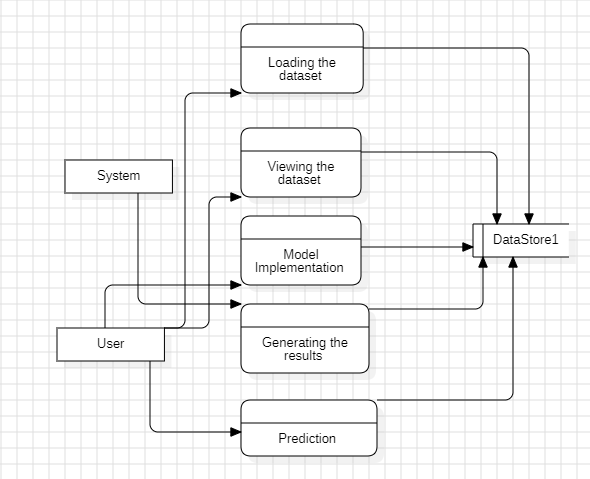 Loading the
dataset
Viewing the
dataset
System
DataStore1
Model
Implementation
User
Generating the
results
Prediction